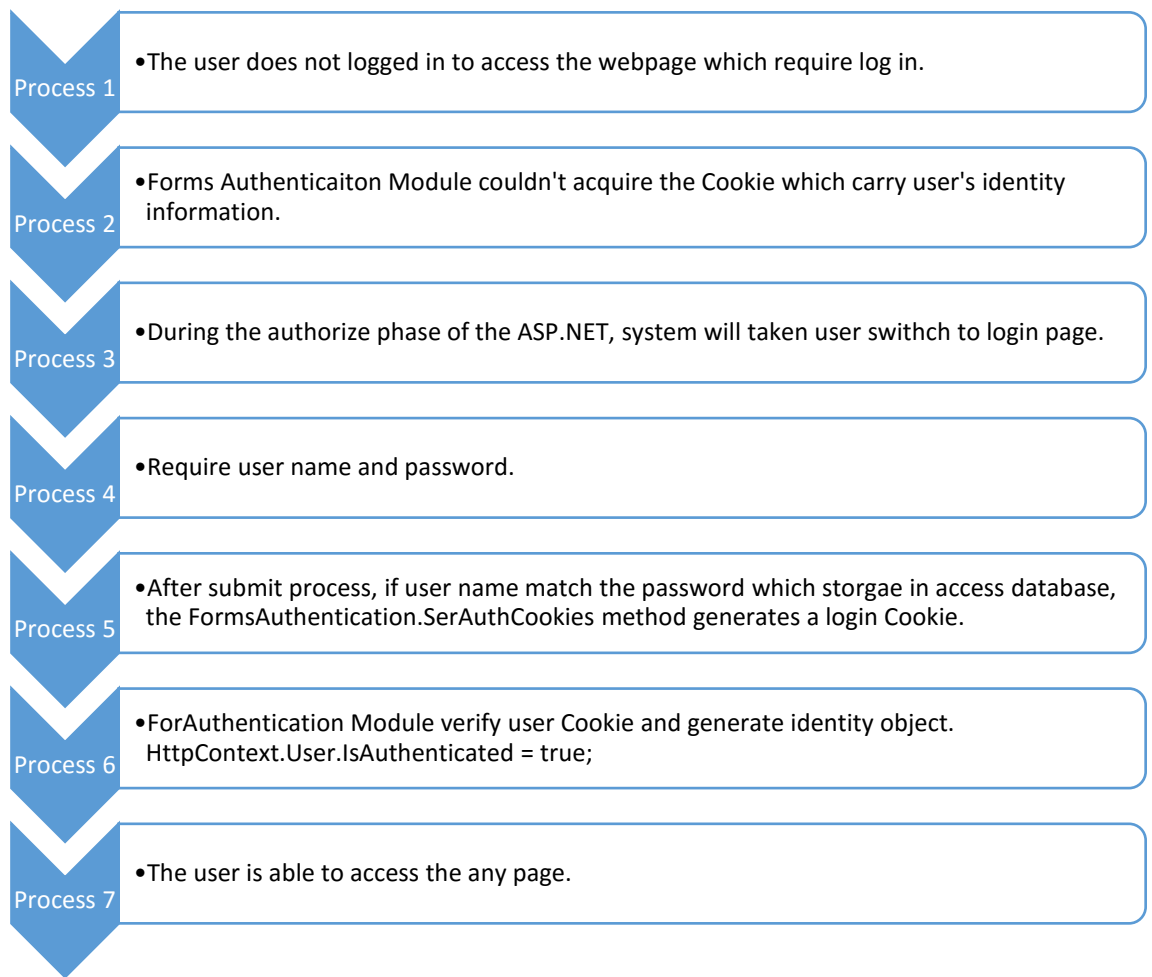 Process 1
•The user does not logged in to access the webpage which require log in.
Process 2
•Forms Authenticaiton Module couldn't acquire the Cookie which carry user's identity
information.
Process 3
•During the authorize phase of the ASP.NET, system will taken user swithch to login page.
Process 4
•Require user name and password.
Process 5
•After submit process, if user name match the password which storgae in access database,
the FormsAuthentication.SerAuthCookies method generates a login Cookie.
Process 6
•ForAuthentication Module verify user Cookie and generate identity object.
HttpContext.User.IsAuthenticated = true;
Process 7
•The user is able to access the any page.